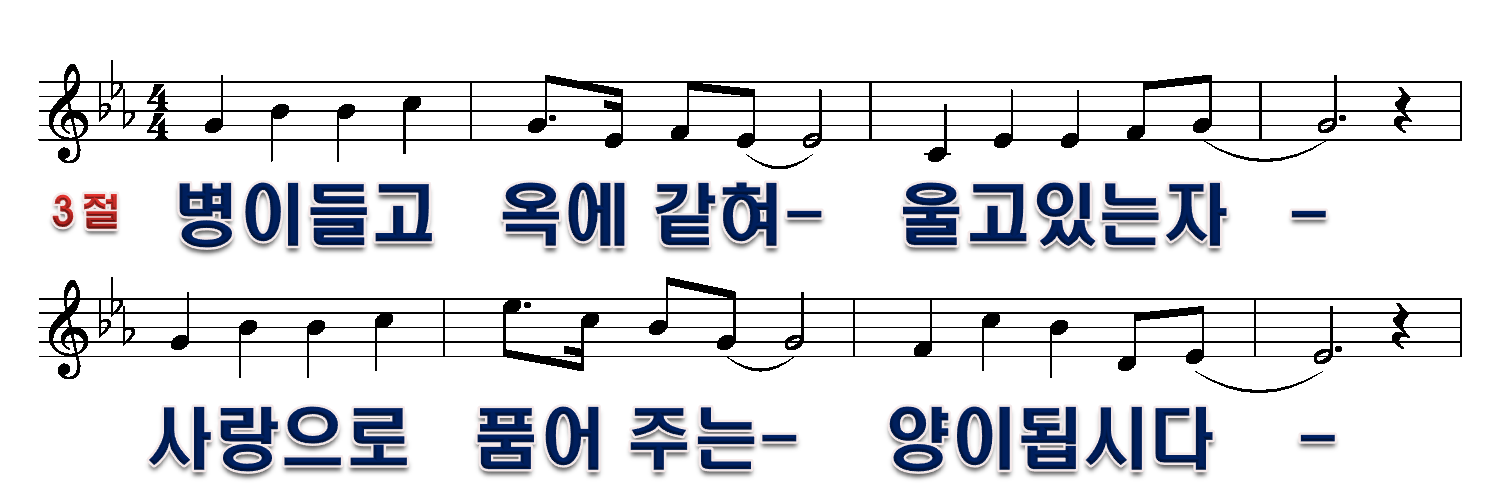 3절 병이들고 옥에 같혀- 울고있는자 -
사랑으로 품어 주는- 양이됩시다 -